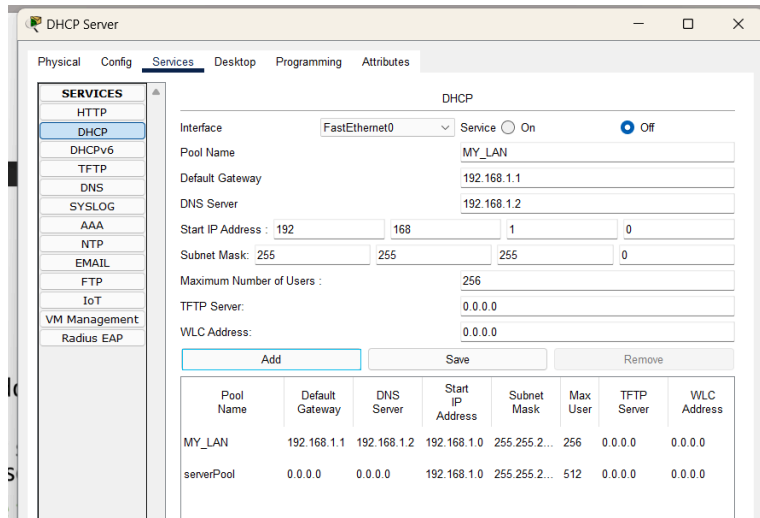 DHCP Server
Physical Config Services Desktop Programming Attributes
SERVICES
HTTP
DHCP
DHCPv6
TFTP
DNS
SYSLOG
AAA
NTP
EMAIL
FTP
IoT
VM Management
Radius EAP
DHCP
Interface FastEthernet0 Service On Off
Pool Name MY_LAN
Default Gateway 192.168.1.1
DNS Server 192.168.1.2
Start IP Address : 192 168 1 0
Subnet Mask: 255 255 255 0
Maximum Number of Users : 256
TFTP Server: 0.0.0.0
WLC Address: 0.0.0.0
Add Save Remove
Pool Name Default Gateway DNS Server Start IP Address Subnet Mask Max User TFTP Server WLC Address
MY_LAN 192.168.1.1 192.168.1.2 192.168.1.0 255.255.2... 256 0.0.0.0 0.0.0.0
serverPool 0.0.0.0 0.0.0.0 192.168.1.0 255.255.2... 512 0.0.0.0 0.0.0.0